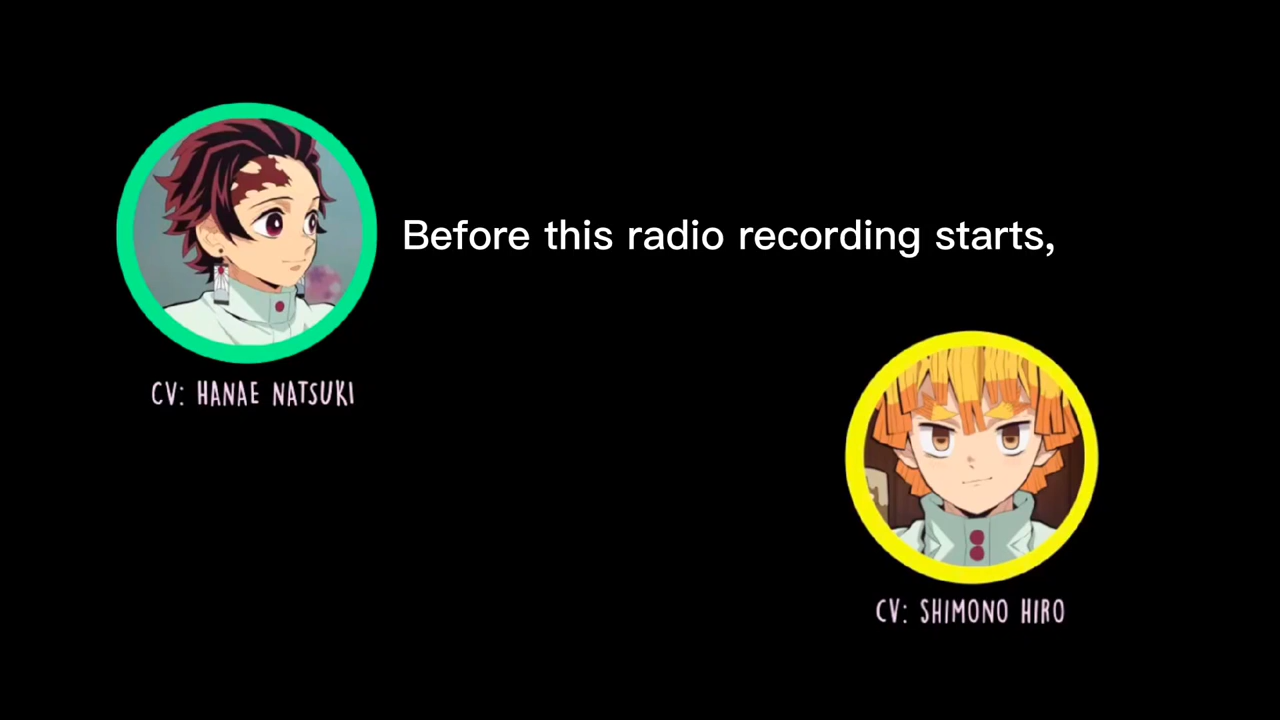 Before this radio recording starts,
CV: HANAE NATSUKI
CV: SHIMONO HIRO